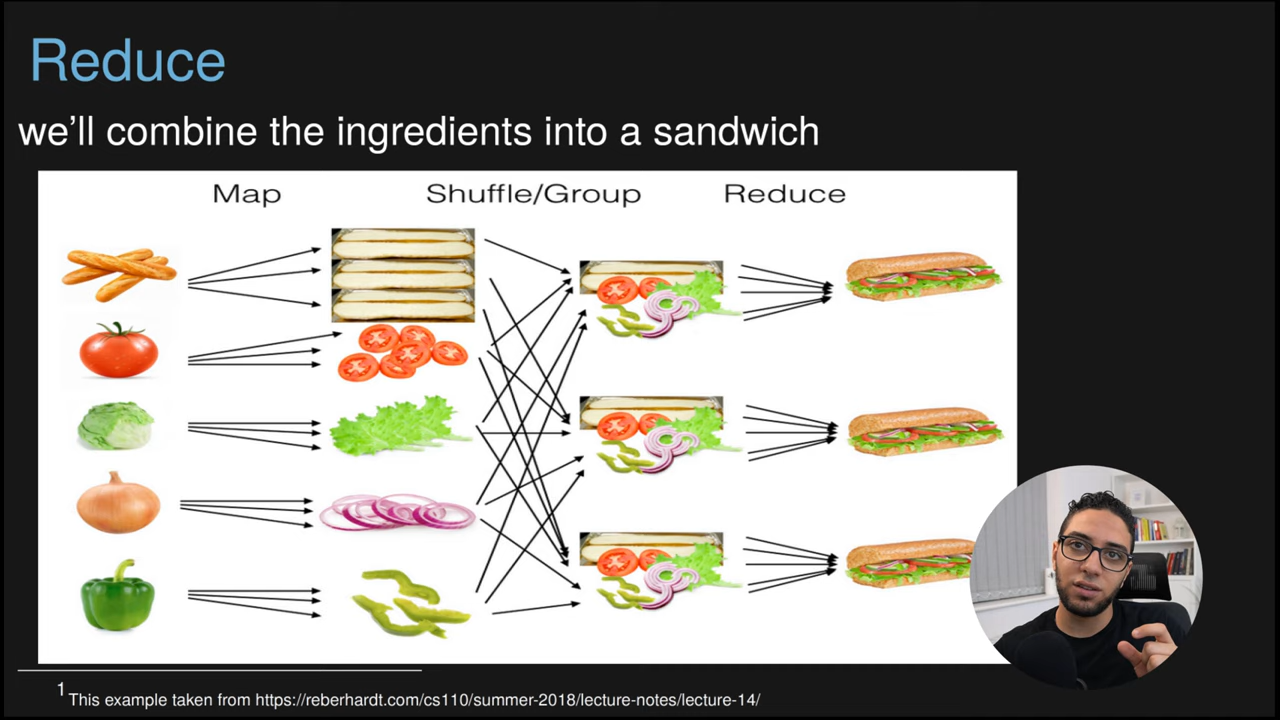 Reduce
we'll combine the ingredients into a sandwich
Map Shuffle/Group Reduce
1 This example taken from https://reberhardt.com/cs110/summer-2018/lecture-notes/lecture-14/